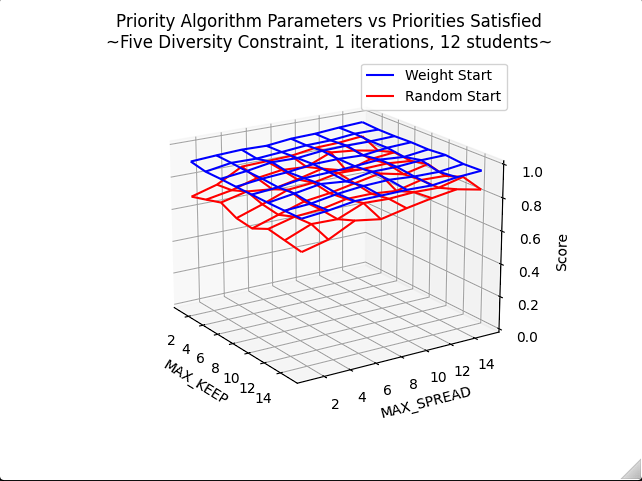 Priority Algorithm Parameters vs Priorities Satisfied
~Five Diversity Constraint, 1 iterations, 12 students~
Weight Start
Random Start
1.0
0.8
0.6
0.4
0.2
0.0
Score
2
4
6
8
10
12
14
MAX_KEEP
2
4
6
8
10
12
14
MAX_SPREAD